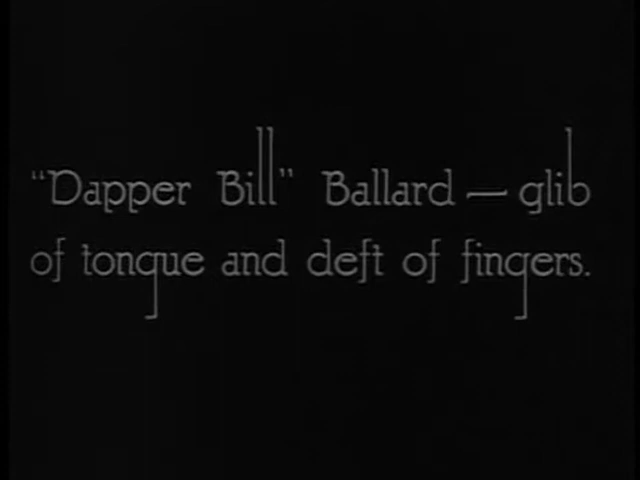 “Dapper Bill” Ballard — glib
of tongue and deft of fingers.